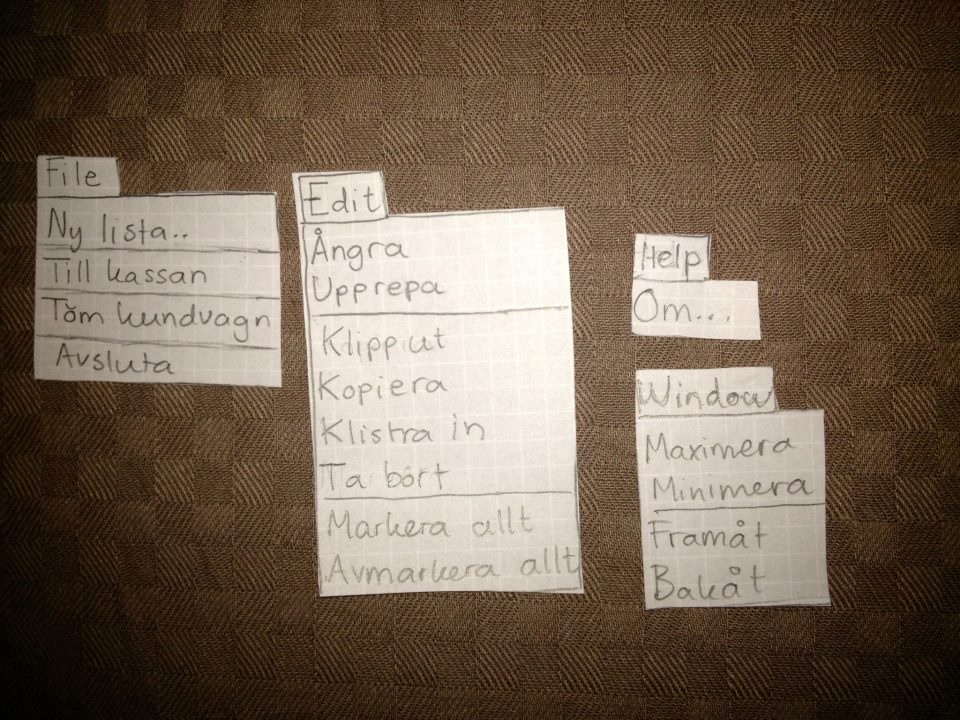 File
Ny lista..
Till kassan
Töm kundvagn
Avsluta
Edit
Ångra
Upprepa
Klipp ut
Kopiera
Klistra in
Ta bort
Markera allt
Avmarkera allt
Help
Om...
Window
Maximera
Minimera
Framåt
Bakåt